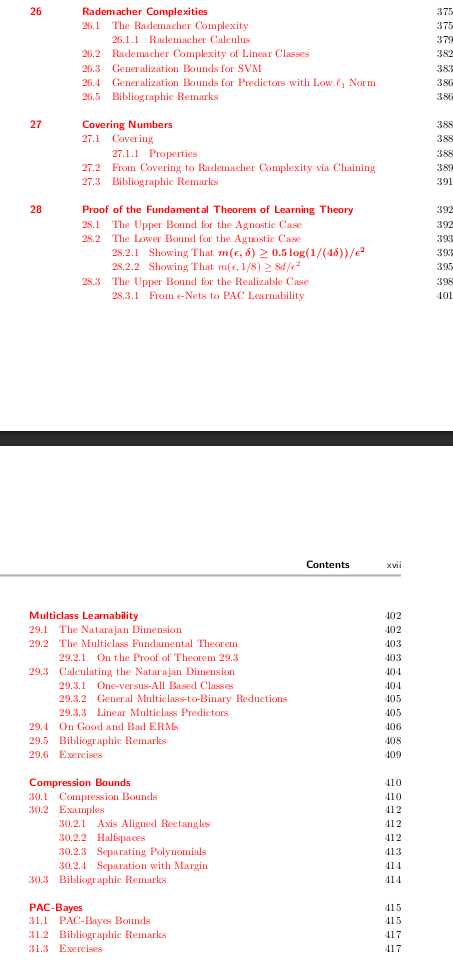 26 Rademacher Complexities 375
26.1 The Rademacher Complexity 375
26.1.1 Rademacher Calculus 379
26.2 Rademacher Complexity of Linear Classes 382
26.3 Generalization Bounds for SVM 383
26.4 Generalization Bounds for Predictors with Low ℓ₁ Norm 386
26.5 Bibliographic Remarks 386
27 Covering Numbers 388
27.1 Covering 388
27.1.1 Properties 388
27.2 From Covering to Rademacher Complexity via Chaining 389
27.3 Bibliographic Remarks 391
28 Proof of the Fundamental Theorem of Learning Theory 392
28.1 The Upper Bound for the Agnostic Case 392
28.2 The Lower Bound for the Agnostic Case 393
28.2.1 Showing That m(ϵ, δ) ≥ 0.5 log(1/(4δ))/ϵ² 393
28.2.2 Showing That m(ϵ, 1/8) ≥ 8d/ϵ² 395
28.3 The Upper Bound for the Realizable Case 398
28.3.1 From ϵ-Nets to PAC Learnability 401
Contents xvii
Multiclass Learnability 402
29.1 The Natarajan Dimension 402
29.2 The Multiclass Fundamental Theorem 403
29.2.1 On the Proof of Theorem 29.3 403
29.3 Calculating the Natarajan Dimension 404
29.3.1 One-versus-All Based Classes 404
29.3.2 General Multiclass-to-Binary Reductions 405
29.3.3 Linear Multiclass Predictors 405
29.4 On Good and Bad ERMs 406
29.5 Bibliographic Remarks 408
29.6 Exercises 409
Compression Bounds 410
30.1 Compression Bounds 410
30.2 Examples 412
30.2.1 Axis Aligned Rectangles 412
30.2.2 Halfspaces 412
30.2.3 Separating Polynomials 413
30.2.4 Separation with Margin 414
30.3 Bibliographic Remarks 414
PAC-Bayes 415
31.1 PAC-Bayes Bounds 415
31.2 Bibliographic Remarks 417
31.3 Exercises 417